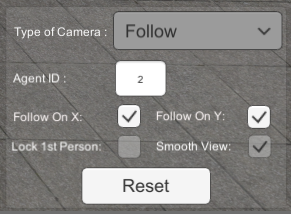 Type of Camera : Follow
Agent ID : 2
Follow On X: Follow On Y:
Lock 1st Person: Smooth View:
Reset